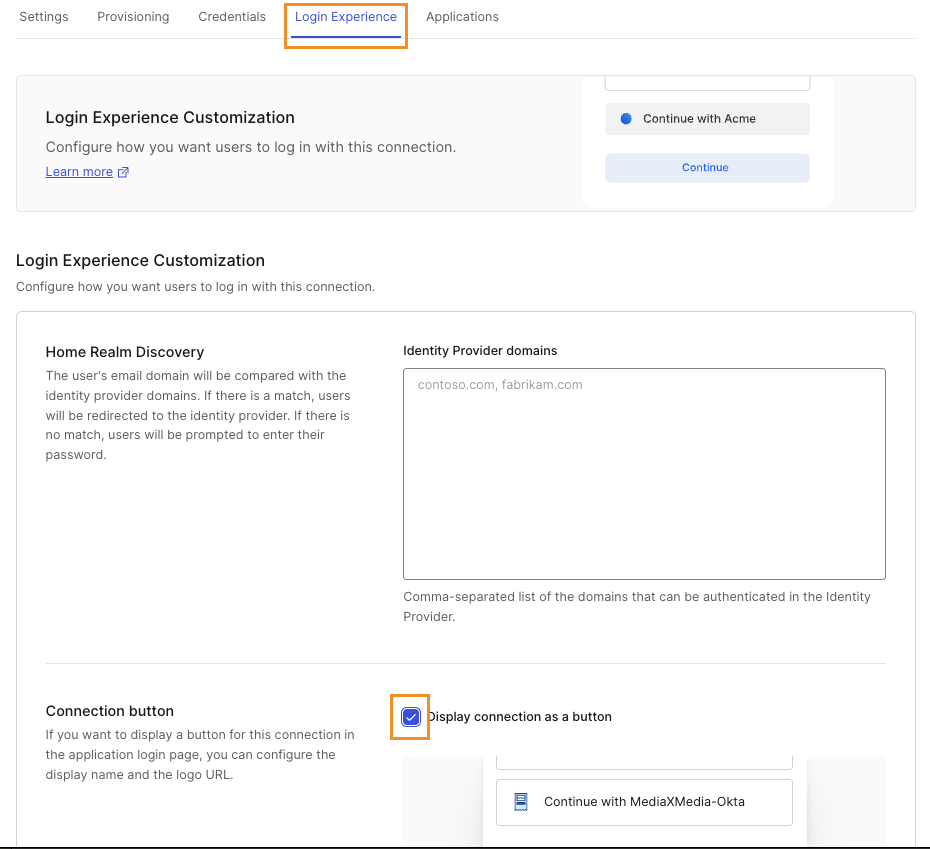 Settings Provisioning Credentials Login Experience Applications
Login Experience Customization
Configure how you want users to log in with this connection.
Learn more
Continue with Acme
Continue
Login Experience Customization
Configure how you want users to log in with this connection.
Home Realm Discovery
The user's email domain will be compared with the
identity provider domains. If there is a match, users
will be redirected to the identity provider. If there is
no match, users will be prompted to enter their
password.
Identity Provider domains
contoso.com, fabrikam.com
Comma-separated list of the domains that can be authenticated in the Identity
Provider.
Connection button
If you want to display a button for this connection in
the application login page, you can configure the
display name and the logo URL.
Display connection as a button
Continue with MediaXMedia-Okta